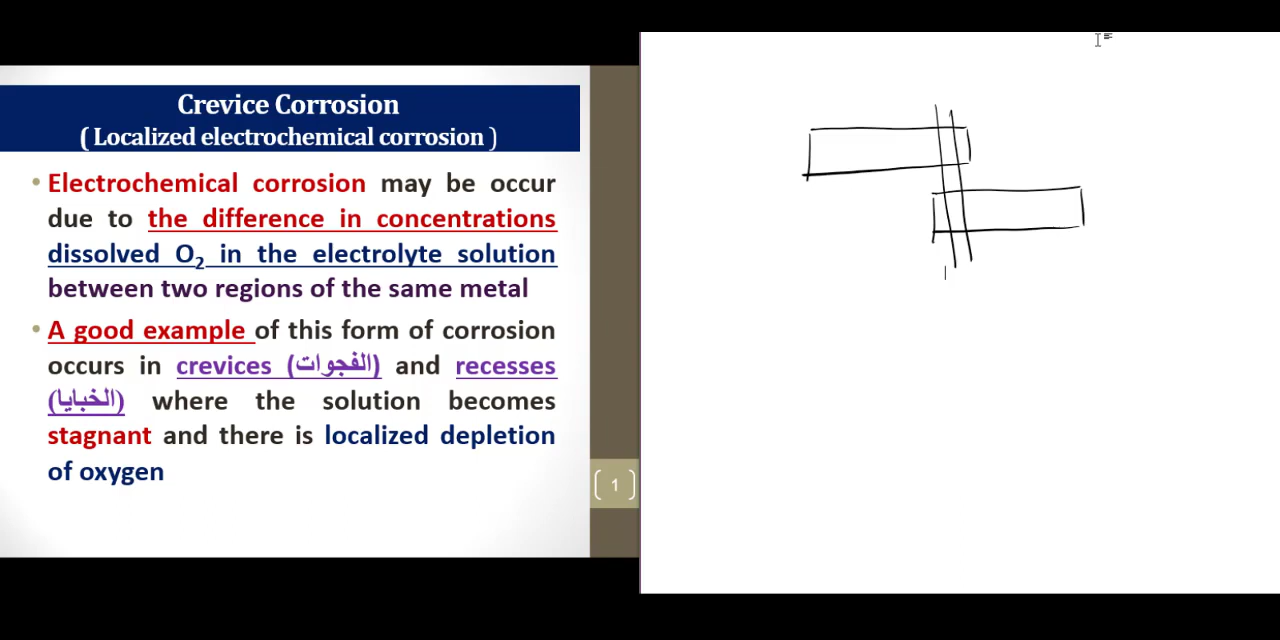 Crevice Corrosion
( Localized electrochemical corrosion )
• Electrochemical corrosion may be occur
due to the difference in concentrations
dissolved O₂ in the electrolyte solution
between two regions of the same metal
• A good example of this form of corrosion
occurs in crevices (الفجوات) and recesses
(الخبايا) where the solution becomes
stagnant and there is localized depletion
of oxygen
1